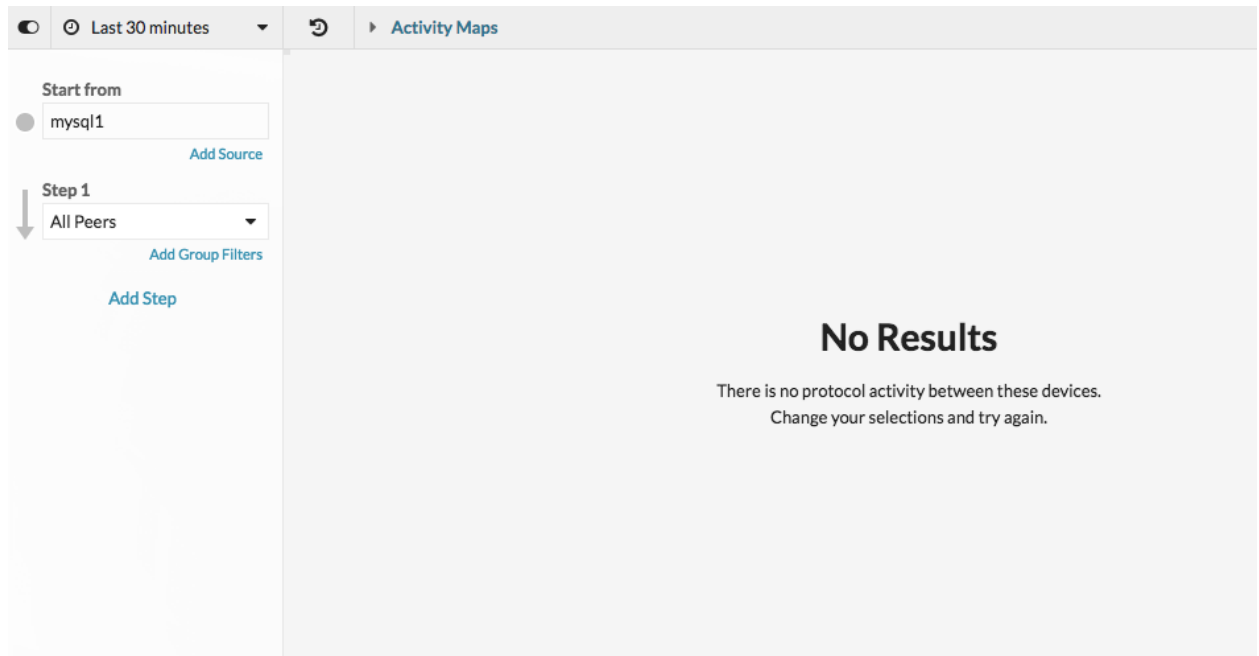 Last 30 minutes
Activity Maps
Start from
mysql1
Add Source
Step 1
All Peers
Add Group Filters
Add Step
No Results
There is no protocol activity between these devices.
Change your selections and try again.